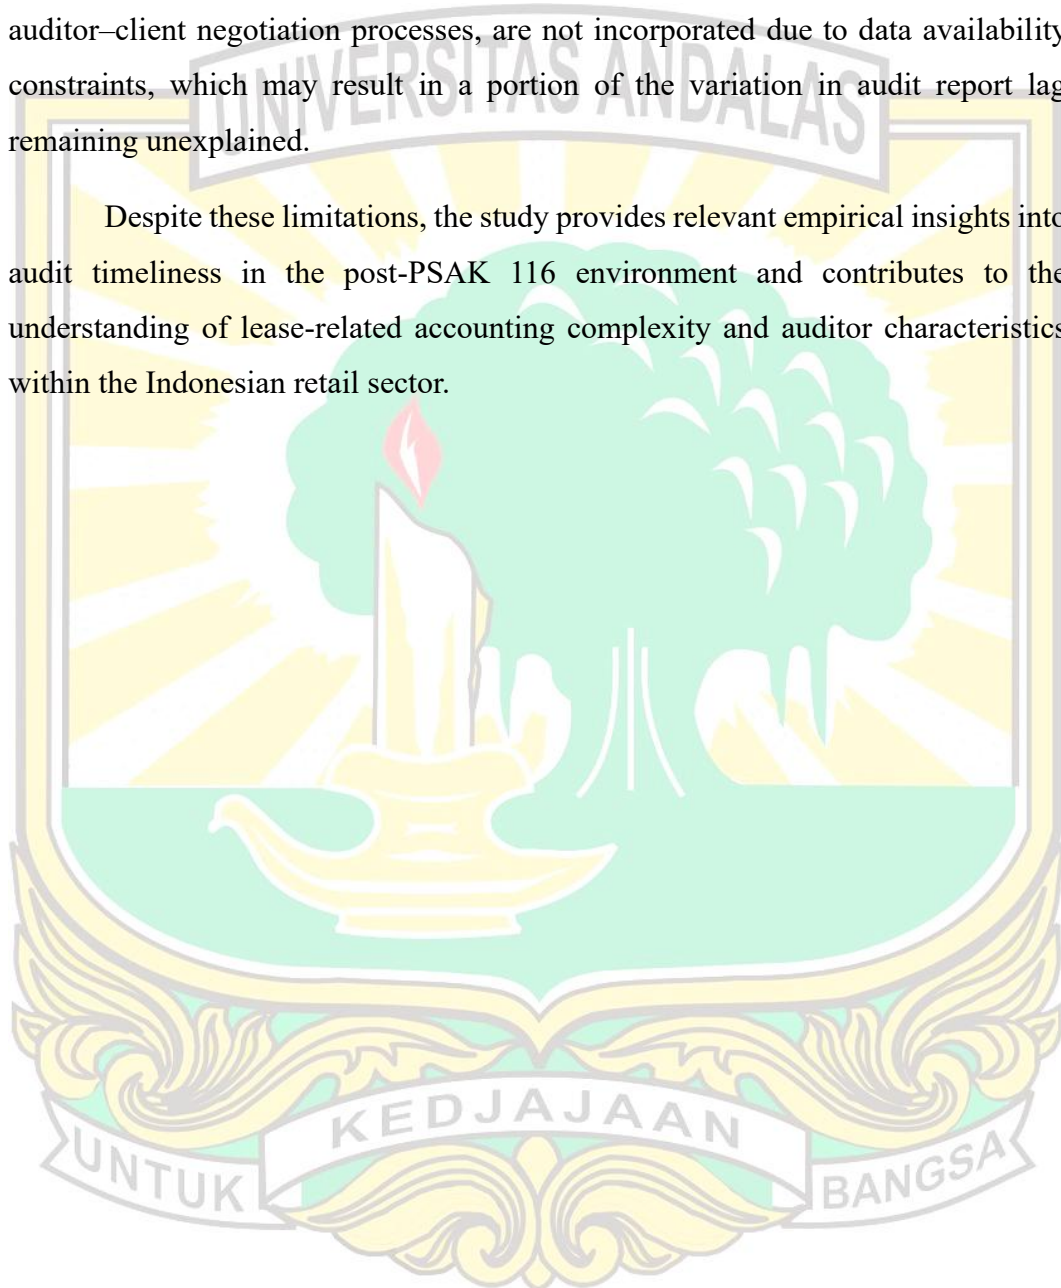 auditor–client negotiation processes, are not incorporated due to data availability
constraints, which may result in a portion of the variation in audit report lag
remaining unexplained.
Despite these limitations, the study provides relevant empirical insights into
audit timeliness in the post-PSAK 116 environment and contributes to the
understanding of lease-related accounting complexity and auditor characteristics
within the Indonesian retail sector.
UNIVERSITAS ANDALAS
UNTUK KEDJAJAAN BANGSA